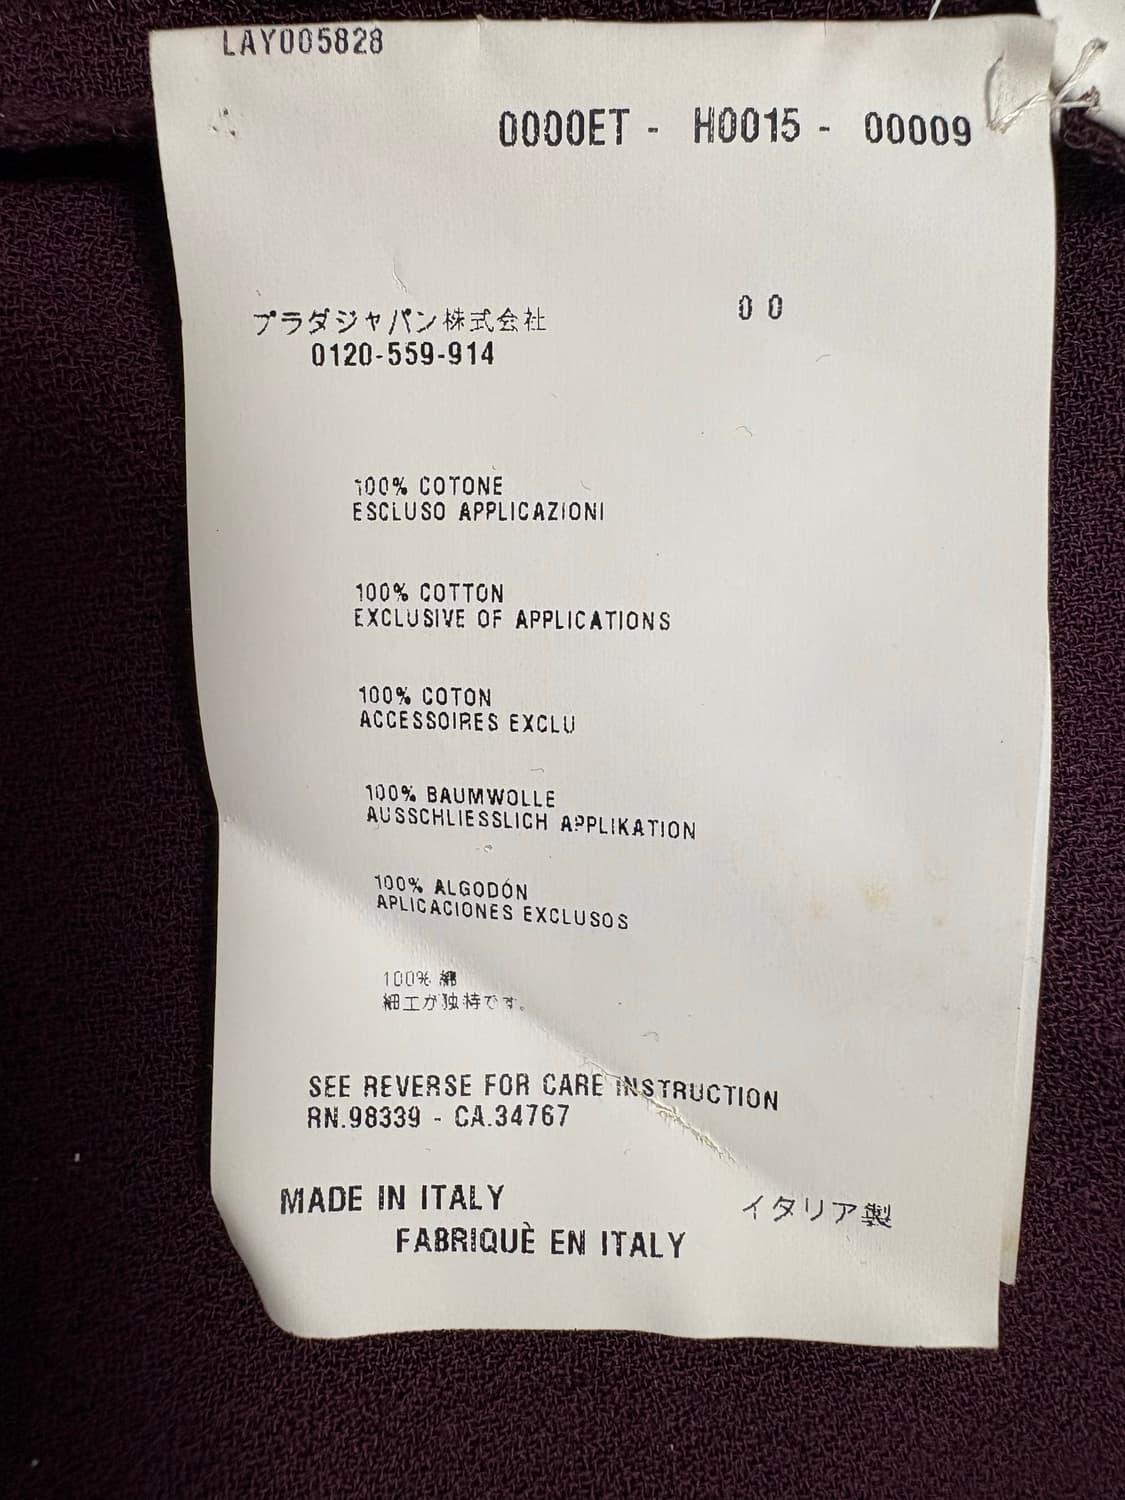 LAY005828
0000ET - H0015 - 00009
0 0
プラダジャパン株式会社
0120-559-914
100% COTONE
ESCLUSO APPLICAZIONI
100% COTTON
EXCLUSIVE OF APPLICATIONS
100% COTON
ACCESSOIRES EXCLU
100% BAUMWOLLE
AUSSCHLIESSLICH APPLIKATION
100% ALGODÓN
APLICACIONES EXCLUSOS
100% 綿
細工が独特です。
SEE REVERSE FOR CARE INSTRUCTION
RN.98339 - CA.34767
MADE IN ITALY
イタリア製
FABRIQUÈ EN ITALY